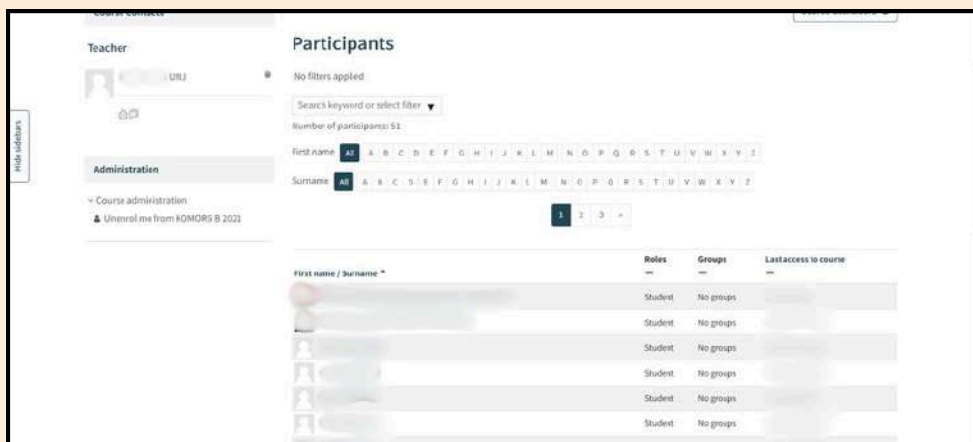 Course Contacts
Teacher
UNJ
Hide sidebars
Administration
Course administration
Unenrol me from KOMORS B 2021
Participants
No filters applied
Search keyword or select filter ▼
Number of participants: 51
First name All A B C D E F G H I J K L M N O P Q R S T U V W X Y Z
Surname All A B C D E F G H I J K L M N O P Q R S T U V W X Y Z
1 2 3 »
First name / Surname Roles Groups Last access to course
Student No groups
Student No groups
Student No groups
Student No groups
Student No groups
Student No groups